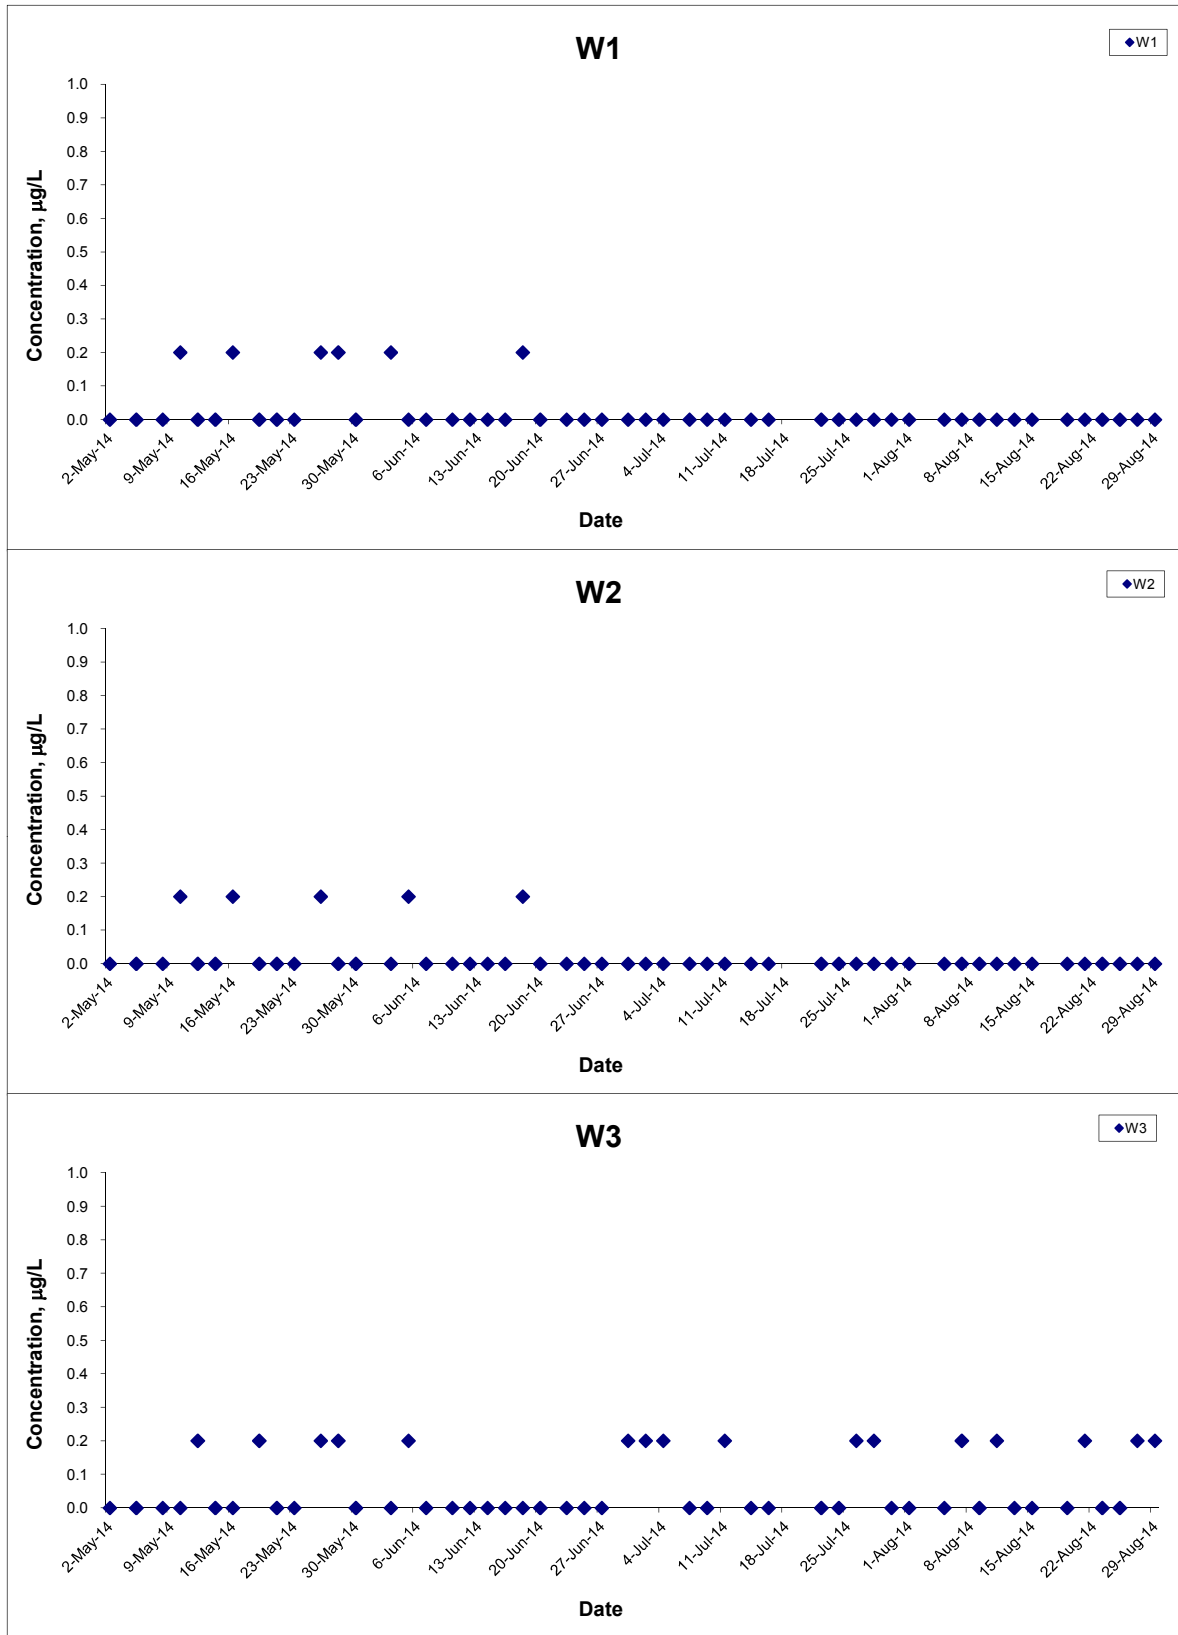 W1
W1
1.0
0.9
0.8
0.7
0.6
0.5
0.4
0.3
0.2
0.1
0.0
Concentration, µg/L
2-May-14
9-May-14
16-May-14
23-May-14
30-May-14
6-Jun-14
13-Jun-14
20-Jun-14
27-Jun-14
4-Jul-14
11-Jul-14
18-Jul-14
25-Jul-14
1-Aug-14
8-Aug-14
15-Aug-14
22-Aug-14
29-Aug-14
Date
W2
W2
1.0
0.9
0.8
0.7
0.6
0.5
0.4
0.3
0.2
0.1
0.0
Concentration, µg/L
2-May-14
9-May-14
16-May-14
23-May-14
30-May-14
6-Jun-14
13-Jun-14
20-Jun-14
27-Jun-14
4-Jul-14
11-Jul-14
18-Jul-14
25-Jul-14
1-Aug-14
8-Aug-14
15-Aug-14
22-Aug-14
29-Aug-14
Date
W3
W3
1.0
0.9
0.8
0.7
0.6
0.5
0.4
0.3
0.2
0.1
0.0
Concentration, µg/L
2-May-14
9-May-14
16-May-14
23-May-14
30-May-14
6-Jun-14
13-Jun-14
20-Jun-14
27-Jun-14
4-Jul-14
11-Jul-14
18-Jul-14
25-Jul-14
1-Aug-14
8-Aug-14
15-Aug-14
22-Aug-14
29-Aug-14
Date